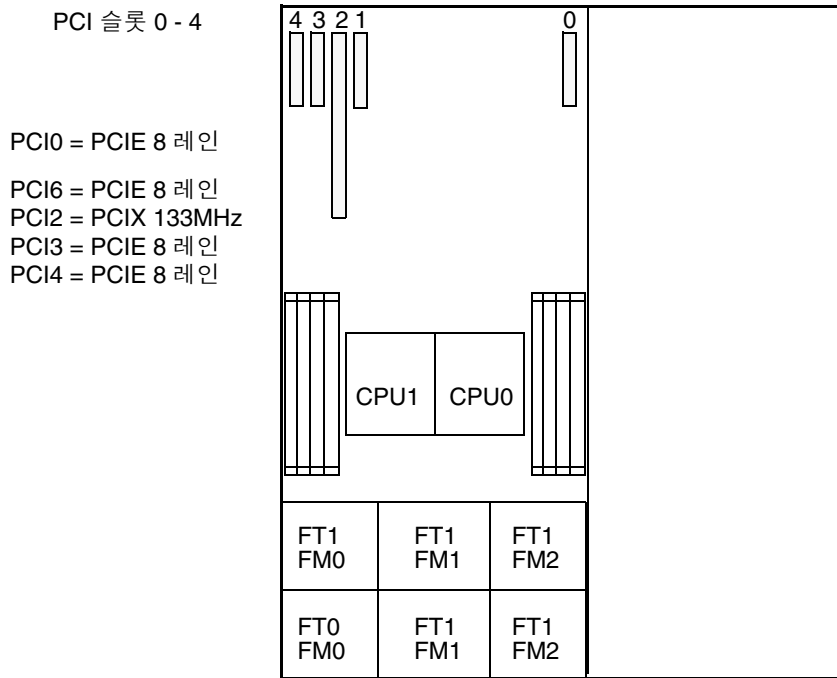 PCI 슬롯 0 - 4
4 3 2 1 0
PCI0 = PCIE 8 레인
PCI6 = PCIE 8 레인
PCI2 = PCIX 133MHz
PCI3 = PCIE 8 레인
PCI4 = PCIE 8 레인
CPU1 CPU0
FT1 FT1 FT1
FM0 FM1 FM2
FT0 FT1 FT1
FM0 FM1 FM2